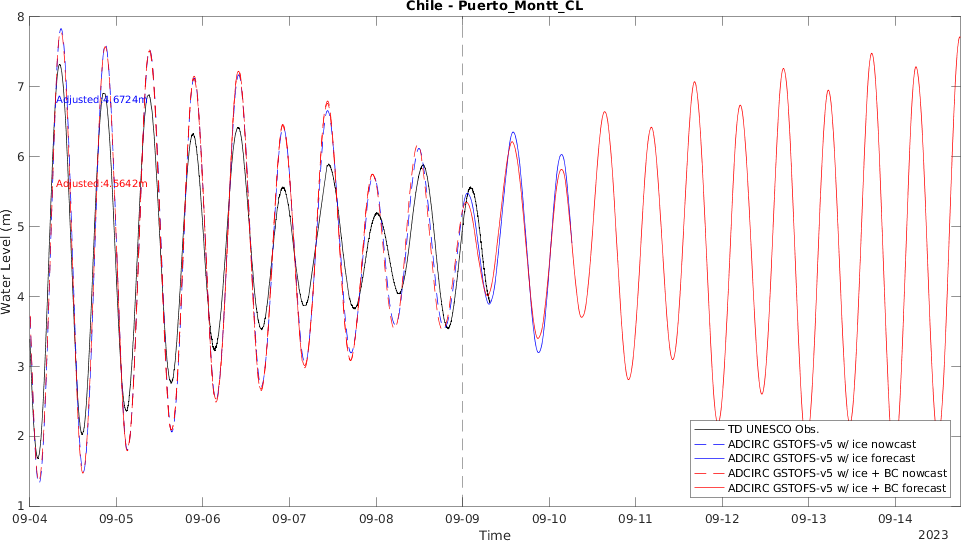 Chile - Puerto_Montt_CL
8
7
6
5
4
3
2
1
Water Level (m)
Adjusted:4.6724m
Adjusted:4.5642m
TD UNESCO Obs.
ADCIRC GSTOFS-v5 w/ ice nowcast
ADCIRC GSTOFS-v5 w/ ice forecast
ADCIRC GSTOFS-v5 w/ ice + BC nowcast
ADCIRC GSTOFS-v5 w/ ice + BC forecast
09-04 09-05 09-06 09-07 09-08 09-09 09-10 09-11 09-12 09-13 09-14
Time
2023